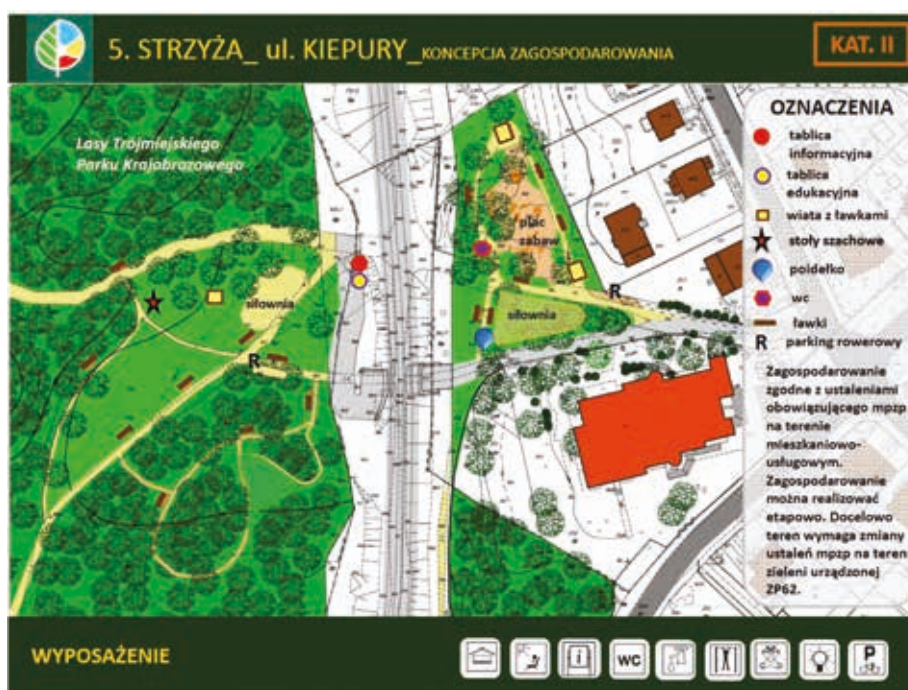 5. STRZYŻA_ ul. KIEPURY_KONCEPCJA ZAGOSPODAROWANIA
KAT. II
Lasy Trójmiejskiego
Parku Krajobrazowego
plac
zabaw
siłownia
siłownia
R
R
OZNACZENIA
tablica
informacyjna
tablica
edukacyjna
wiata z ławkami
stoły szachowe
poidełko
wc
ławki
R parking rowerowy
Zagospodarowanie
zgodne z ustaleniami
obowiązującego mpzp
na terenie
mieszkaniowo-
usługowym.
Zagospodarowanie
można realizować
etapowo. Docelowo
teren wymaga zmiany
ustaleń mpzp na teren
zieleni urządzonej
ZP62.
WYPOSAŻENIE
i
WC
P